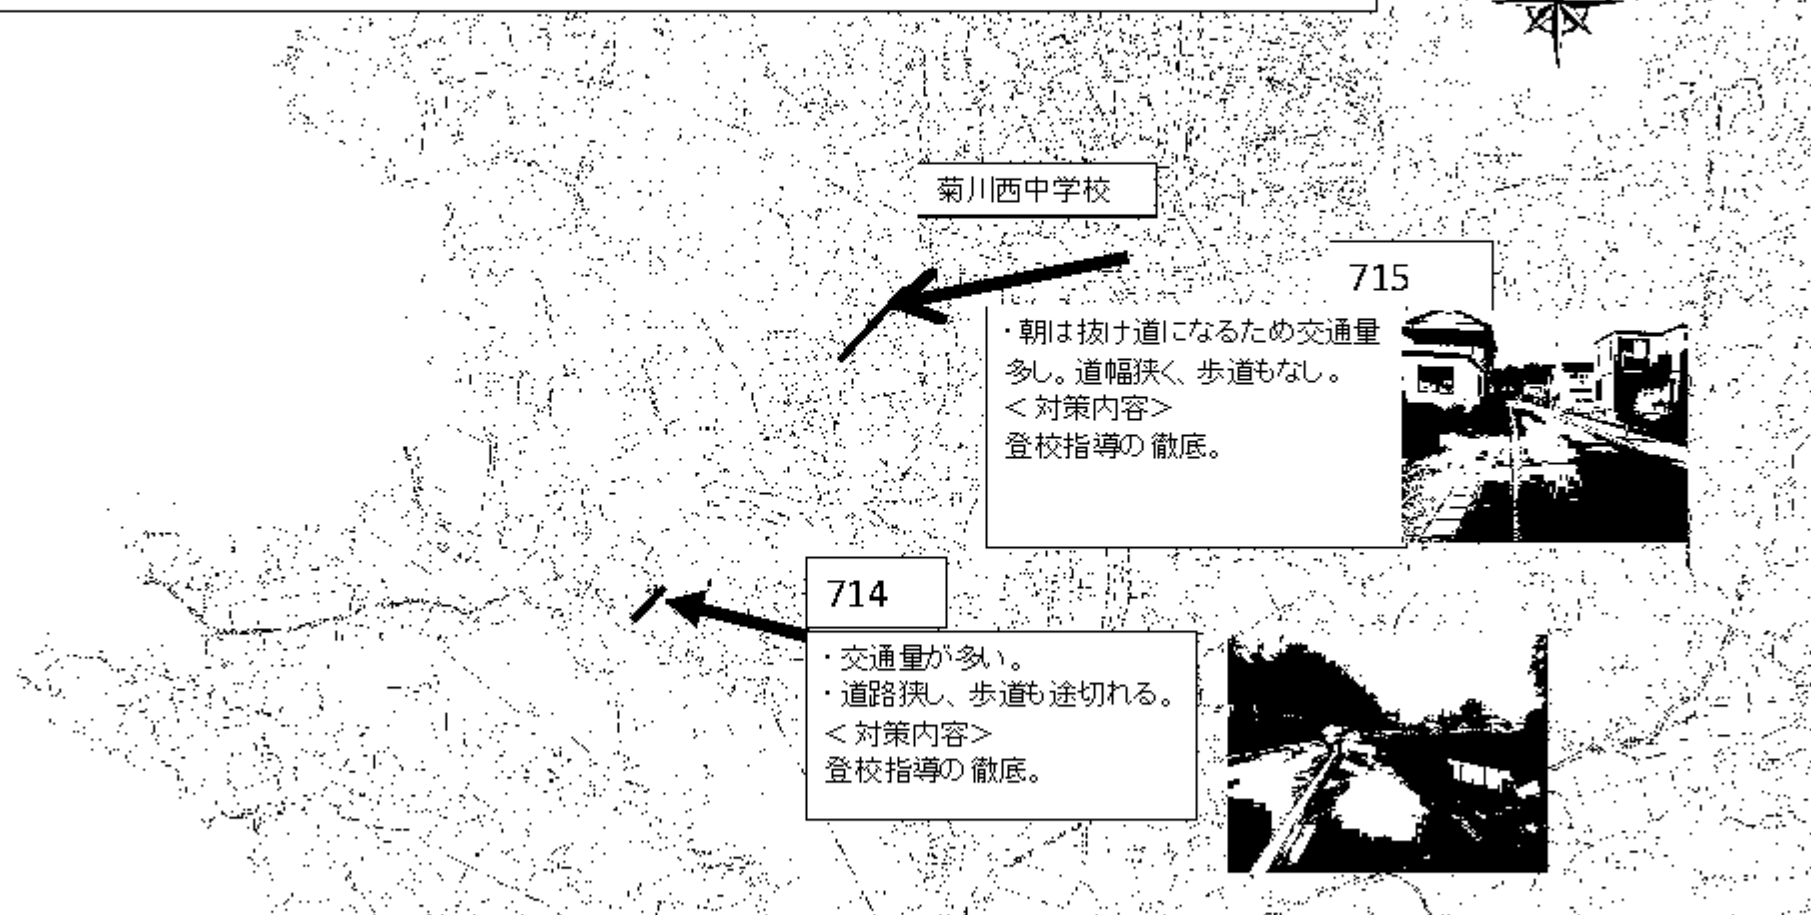 菊川西中学校
715
・朝は抜け道になるため交通量
多し。道幅狭く、歩道もなし。
＜対策内容＞
登校指導の徹底。
714
・交通量が多い。
・道路狭し、歩道も途切れる。
＜対策内容＞
登校指導の徹底。